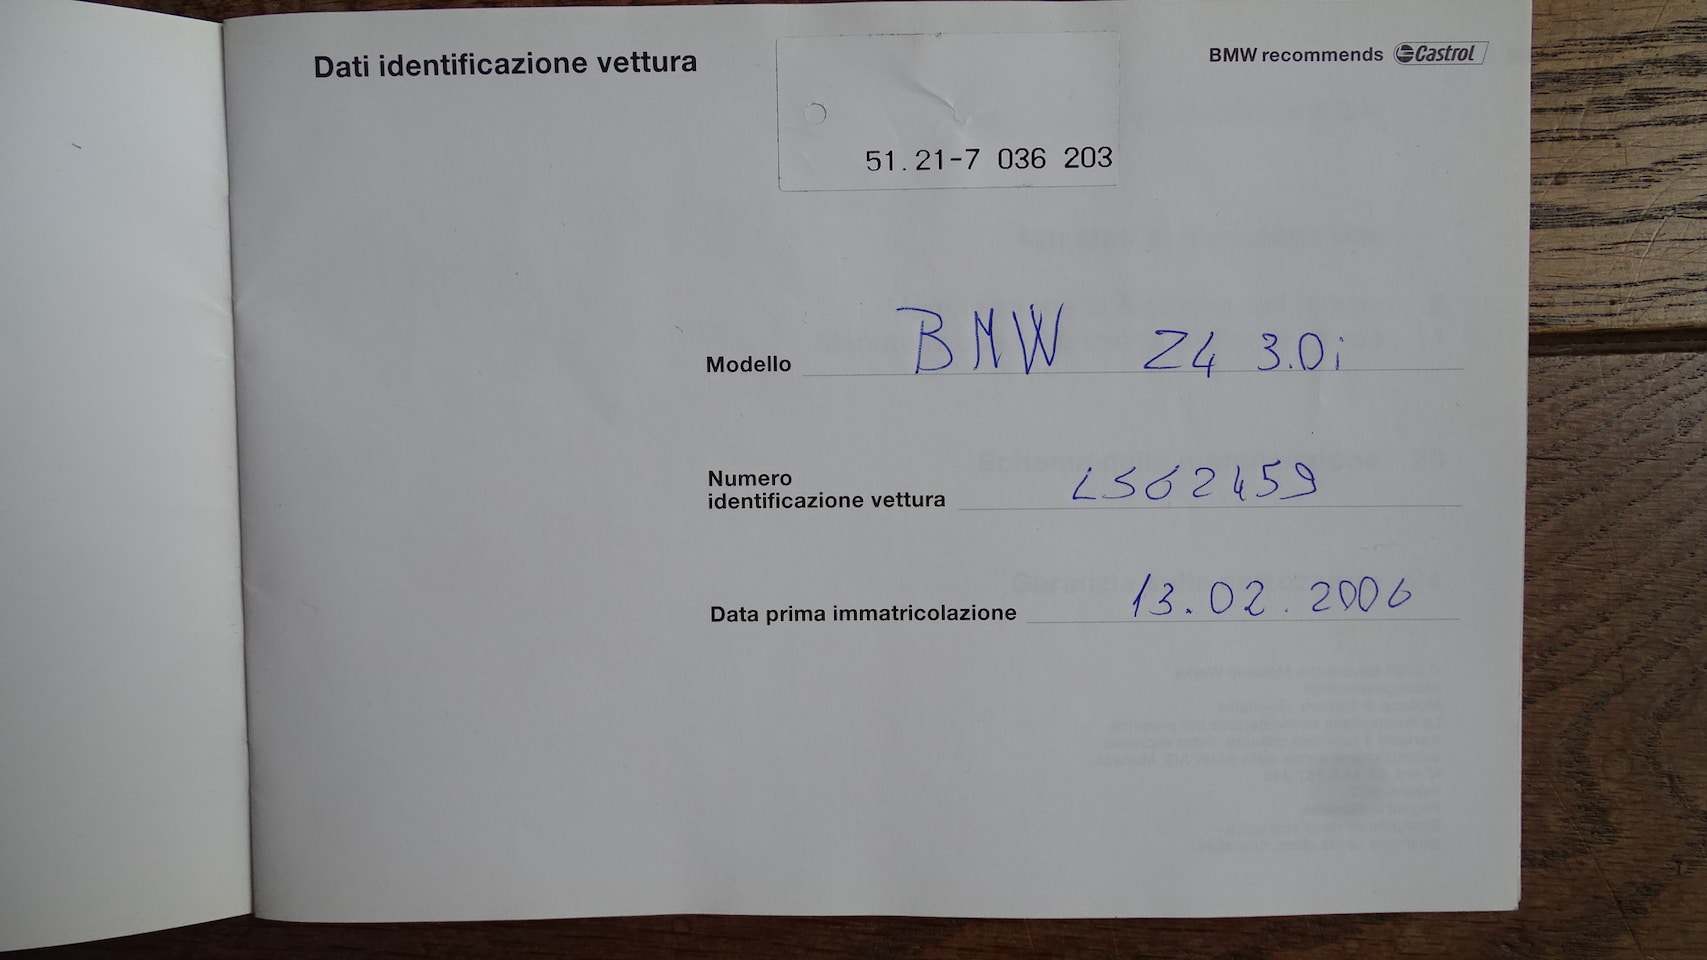 Dati identificazione vettura
BMW recommends Castrol
51.21-7 036 203
Modello BMW Z4 3.0i
Numero
identificazione vettura LS62459
Data prima immatricolazione 13.02.2006